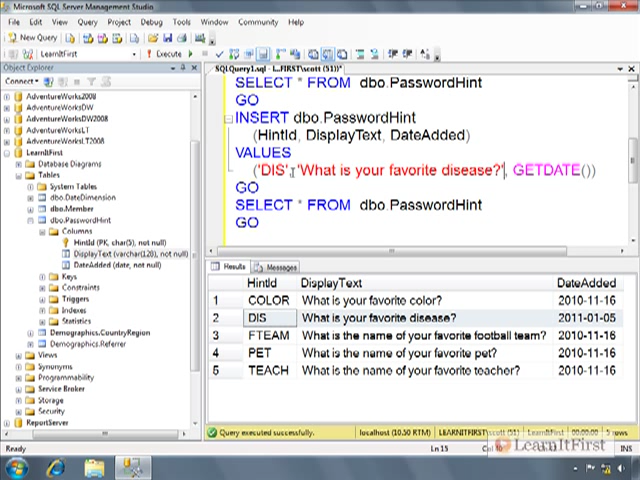 Microsoft SQL Server Management Studio
File Edit View Query Project Debug Tools Window Community Help
New Query
LearnItFirst Execute
Object Explorer
Connect
AdventureWorks2008
AdventureWorksDW
AdventureWorksDW2008
AdventureWorksLT
AdventureWorksLT2008
LearnItFirst
Database Diagrams
Tables
System Tables
dbo.DateDimension
dbo.Member
dbo.PasswordHint
Columns
HintId (PK, char(5), not null)
DisplayText (varchar(120), not null)
DateAdded (date, not null)
Keys
Constraints
Triggers
Indexes
Statistics
Demographics.CountryRegion
Demographics.Referrer
Views
Synonyms
Programmability
Service Broker
Storage
Security
ReportServer
SQLQuery1.sql - L...FIRST\scott (51))*
SELECT * FROM dbo.PasswordHint
GO
INSERT dbo.PasswordHint
(HintId, DisplayText, DateAdded)
VALUES
('DIS', 'What is your favorite disease?', GETDATE())
GO
SELECT * FROM dbo.PasswordHint
GO
Results Messages
HintId DisplayText DateAdded
1 COLOR What is your favorite color? 2010-11-16
2 DIS What is your favorite disease? 2011-01-05
3 FTEAM What is the name of your favorite football team? 2010-11-16
4 PET What is the name of your favorite pet? 2010-11-16
5 TEACH What is the name of your favorite teacher? 2010-11-16
Query executed successfully. localhost (10.50 RTM) LEARNITFIRST\scott (51) LearnItFirst 00:00:00 5 rows
Ready Ln 15 INS
LearnItFirst